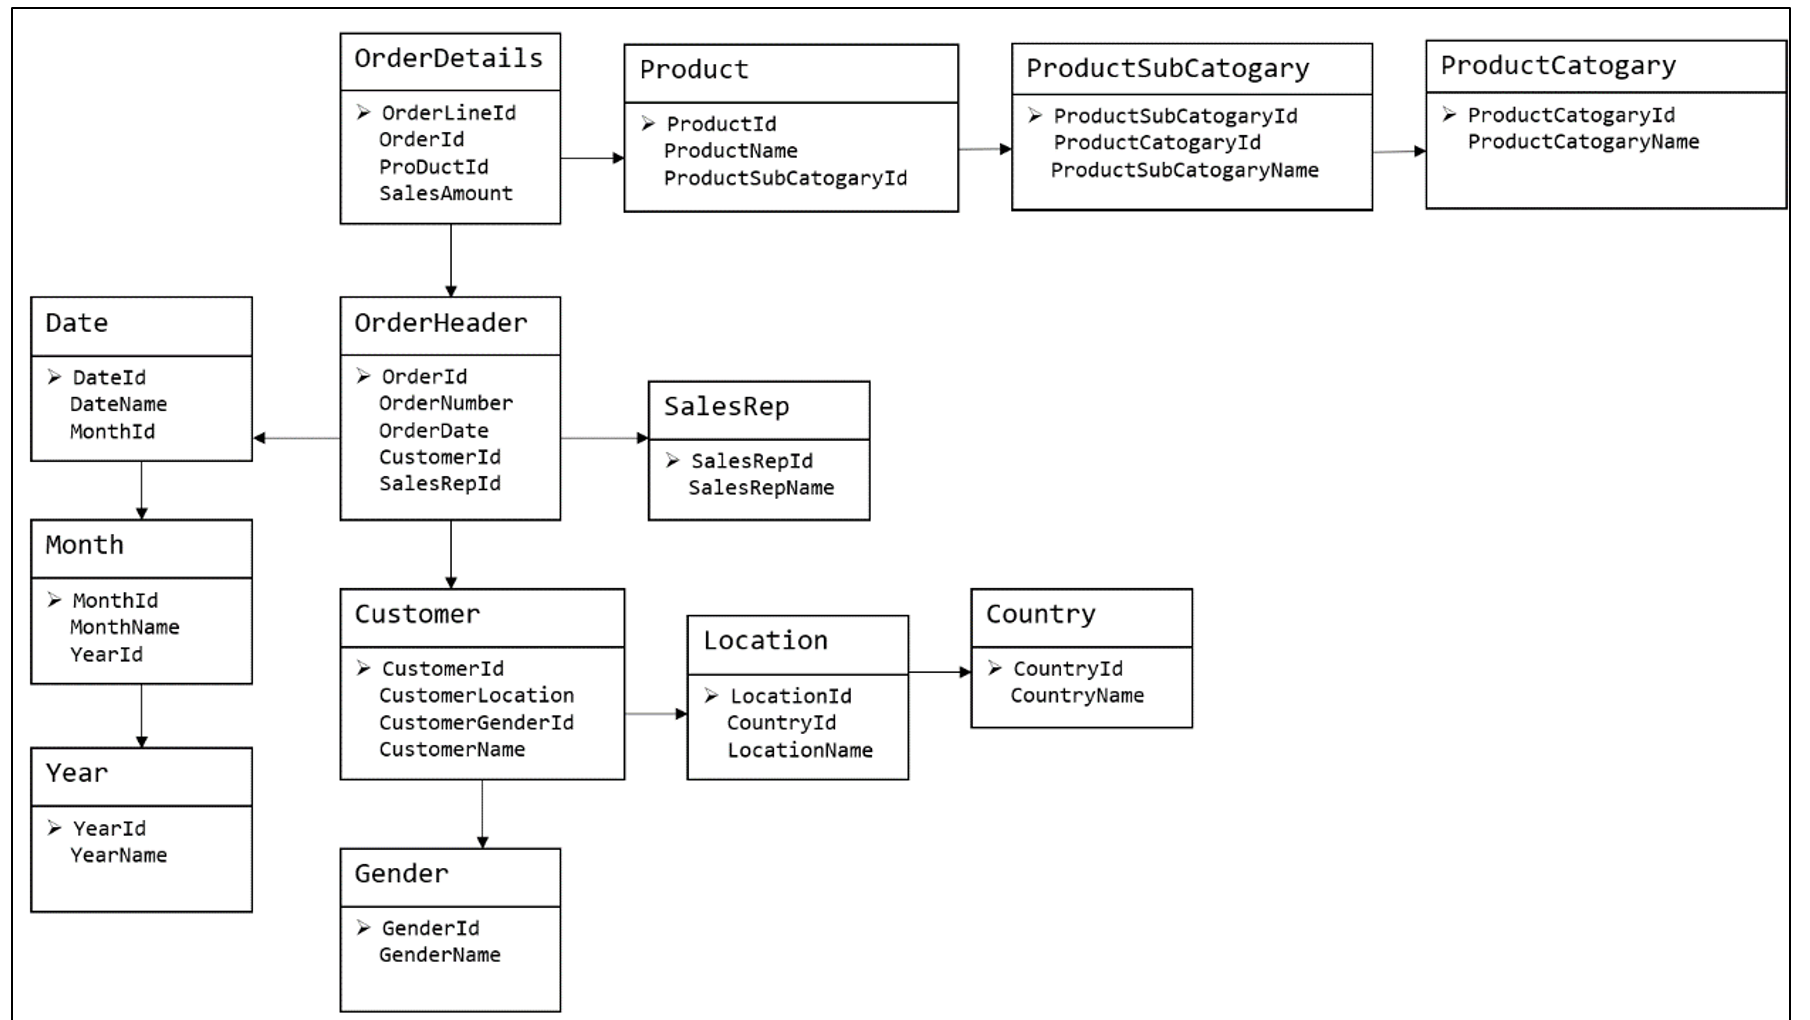 OrderDetails
OrderLineId
OrderId
ProDuctId
SalesAmount
Product
ProductId
ProductName
ProductSubCatogaryId
ProductSubCatogary
ProductSubCatogaryId
ProductCatogaryId
ProductSubCatogaryName
ProductCatogary
ProductCatogaryId
ProductCatogaryName
Date
DateId
DateName
MonthId
OrderHeader
OrderId
OrderNumber
OrderDate
CustomerId
SalesRepId
SalesRep
SalesRepId
SalesRepName
Month
MonthId
MonthName
YearId
Customer
CustomerId
CustomerLocation
CustomerGenderId
CustomerName
Location
LocationId
CountryId
LocationName
Country
CountryId
CountryName
Year
YearId
YearName
Gender
GenderId
GenderName